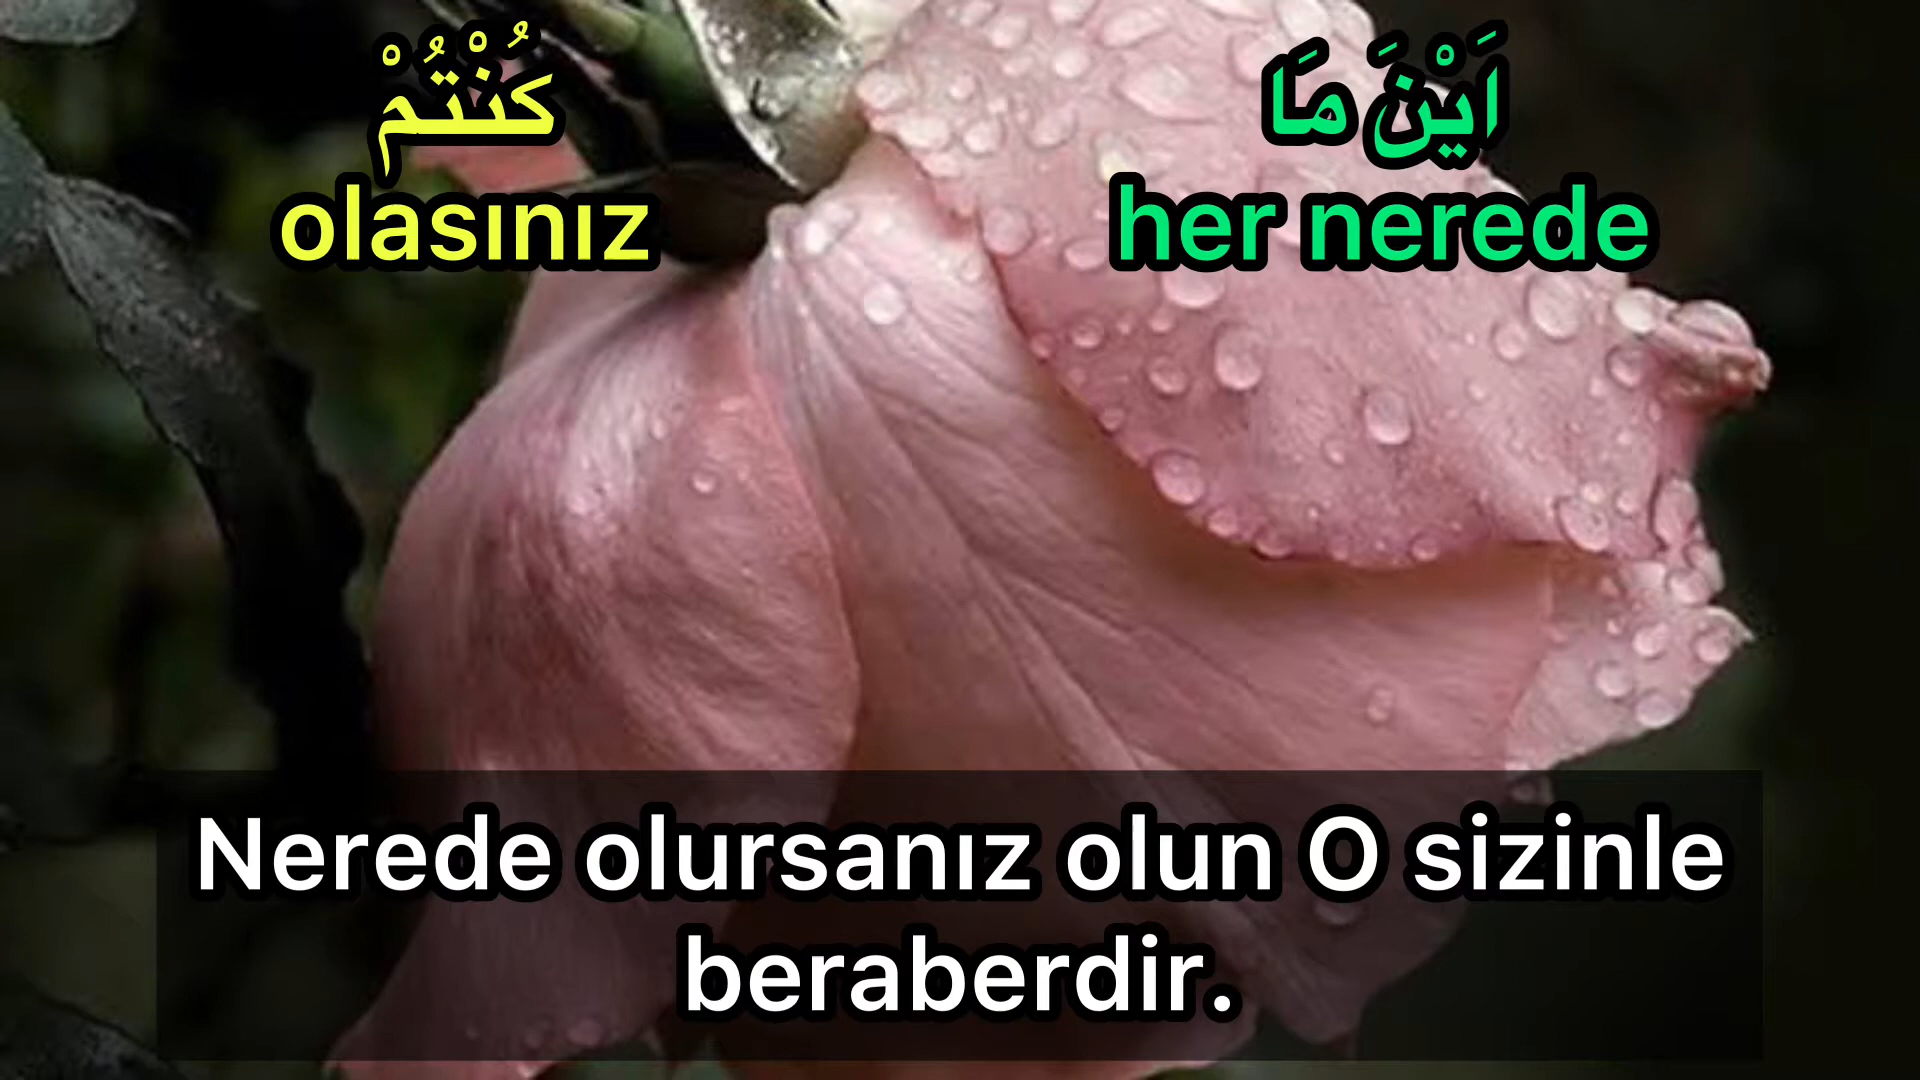 اَيْنَ مَا كُنْتُمْ
her nerede olasınız
Nerede olursanız olun O sizinle
beraberdir.